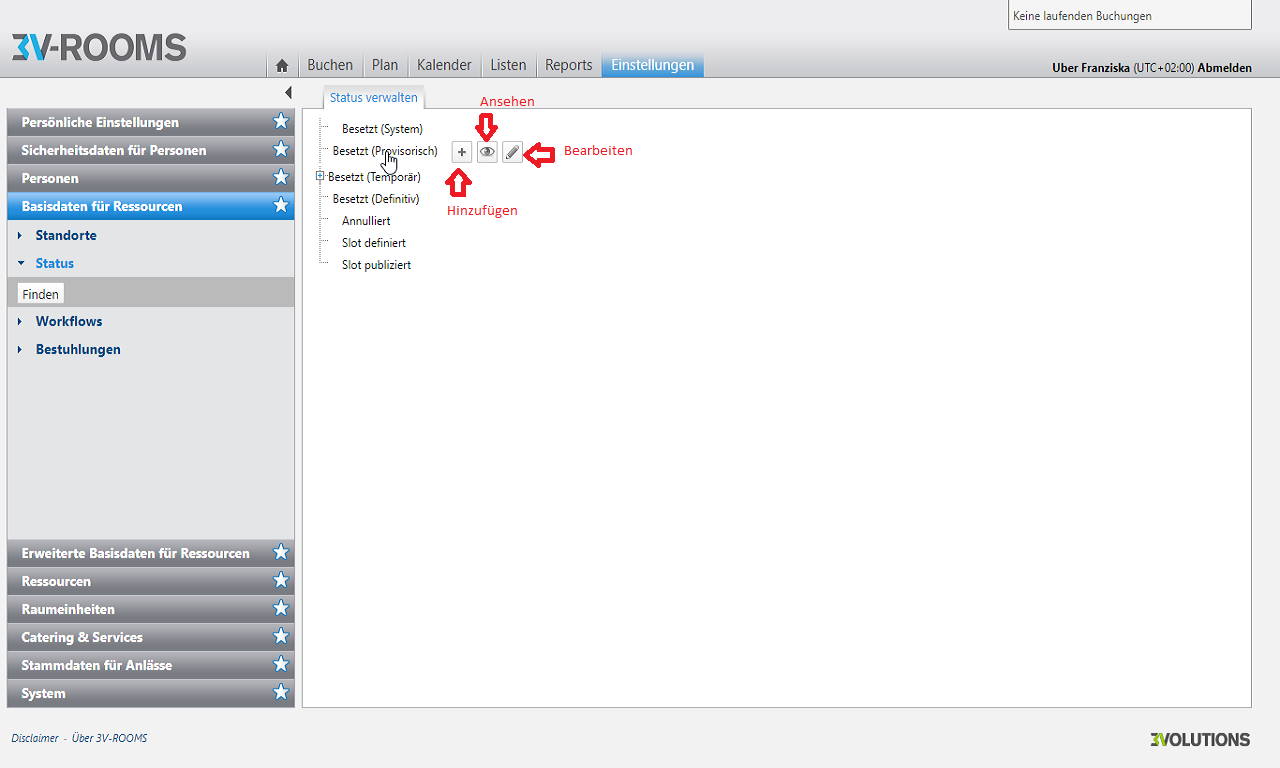 Keine laufenden Buchungen
3V-ROOMS
Buchen Plan Kalender Listen Reports Einstellungen
Uber Franziska (UTC+02:00) Abmelden
Persönliche Einstellungen
Sicherheitsdaten für Personen
Personen
Basisdaten für Ressourcen
Standorte
Status
Finden
Workflows
Bestuhlungen
Erweiterte Basisdaten für Ressourcen
Ressourcen
Raumeinheiten
Catering & Services
Stammdaten für Anlässe
System
Status verwalten
Ansehen
Besetzt (System)
Besetzt (Provisorisch)
Bearbeiten
Besetzt (Temporär)
Besetzt (Definitiv)
Hinzufügen
Annulliert
Slot definiert
Slot publiziert
Disclaimer - Über 3V-ROOMS
3VOLUTIONS